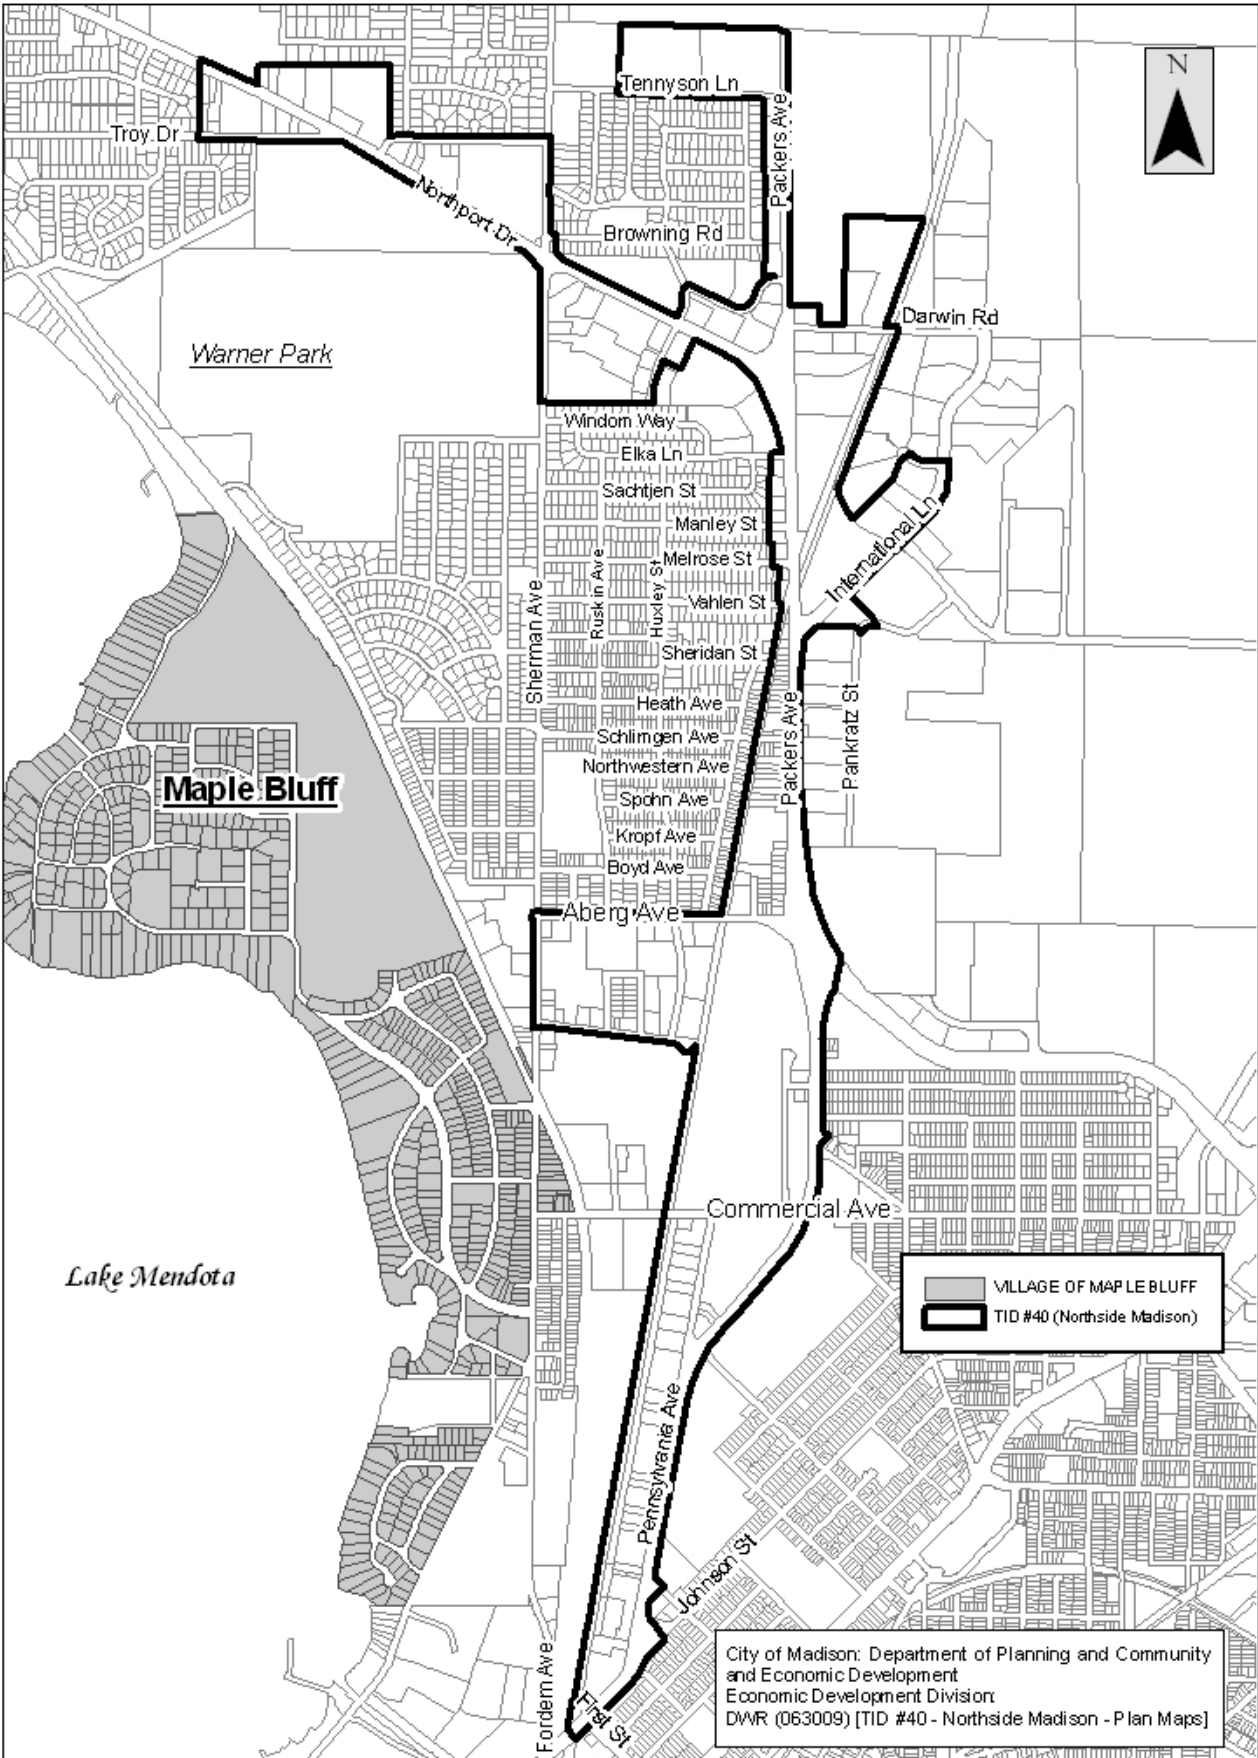 N
Tennyson Ln
Packers Ave
Troy Dr
Northport Dr
Browning Rd
Darwin Rd
Warner Park
Windom Way
Elka Ln
Sachtjen St
Manley St
International Ln
Melrose St
Ruskin Ave
Huxley St
Sherman Ave
Vahlen St
Sheridan St
Heath Ave
Packers Ave
Pankratz St
Schlimgen Ave
Northwestern Ave
Maple Bluff
Spohn Ave
Kropf Ave
Boyd Ave
Aberg Ave
Commercial Ave
Lake Mendota
VILLAGE OF MAPLE BLUFF
TID #40 (Northside Madison)
Pennsylvania Ave
Johnson St
Fordem Ave
First St
City of Madison: Department of Planning and Community
and Economic Development
Economic Development Division:
DWR (063009) [TID #40 - Northside Madison - Plan Maps]